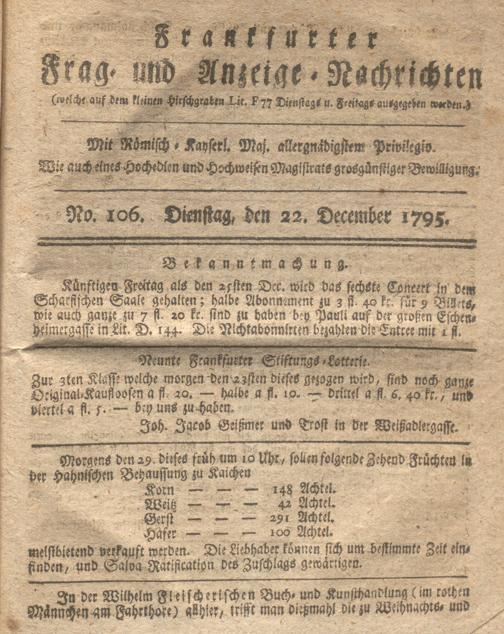 Frankfurter
Frag- und Anzeige-Nachrichten
(welche auf dem kleinen Hirschgraben Lit. F 77 Dienstags u. Freitags ausgegeben werden.)
Mit Römisch-Kayserl. Maj. allergnädigstem Privilegio.
Wie auch eines Hochedlen und Hochweisen Magistrats grosgünstiger Bewilligung.
No. 106. Dienstag, den 22. December 1795.
Bekanntmachung.
Künftigen Freitag als den 25sten Dec. wird das sechste Concert in dem
Scharfischen Saale gehalten; halbe Abonnement zu 3 fl. 40 kr. für 9 Billets,
wie auch ganze zu 7 fl. 20 kr. sind zu haben bey Pauli auf der großen Eschen-
heimergasse in Lit. D. 144. Die Nichtabonnirten bezahlen die Entree mit 1 fl.
Neunte Frankfurter Stiftungs-Lotterie.
Zur 3ten Klasse welche morgen den 23sten dieses gezogen wird, sind noch ganze
Original-Kaufloosen a fl. 20. — halbe a fl. 10. — drittel a fl. 6. 40 kr., und
viertel a fl. 5. — bey uns zu haben.
Joh. Jacob Geißmer und Trost in der Weißadlergasse.
Morgens den 29. dieses früh um 10 Uhr, sollen folgende Zehend Früchten in
der Hahnischen Behaussung zu Kaichen
Korn — — — 148 Achtel.
Weitz — — — 42 Achtel.
Gerst — — — 291 Achtel.
Hafer — — — 100 Achtel.
meistbietend verkauft werden. Die Liebhaber können sich um bestimmte Zeit ein-
finden, und Salva Ratification des Zuschlags gewärtigen.
In der Wilhelm Fleischerischen Buch- und Kunsthandlung (im rothen
Männchen am Fahrthore) allhier, trifft man dießmahl die zu Weihnachts- und